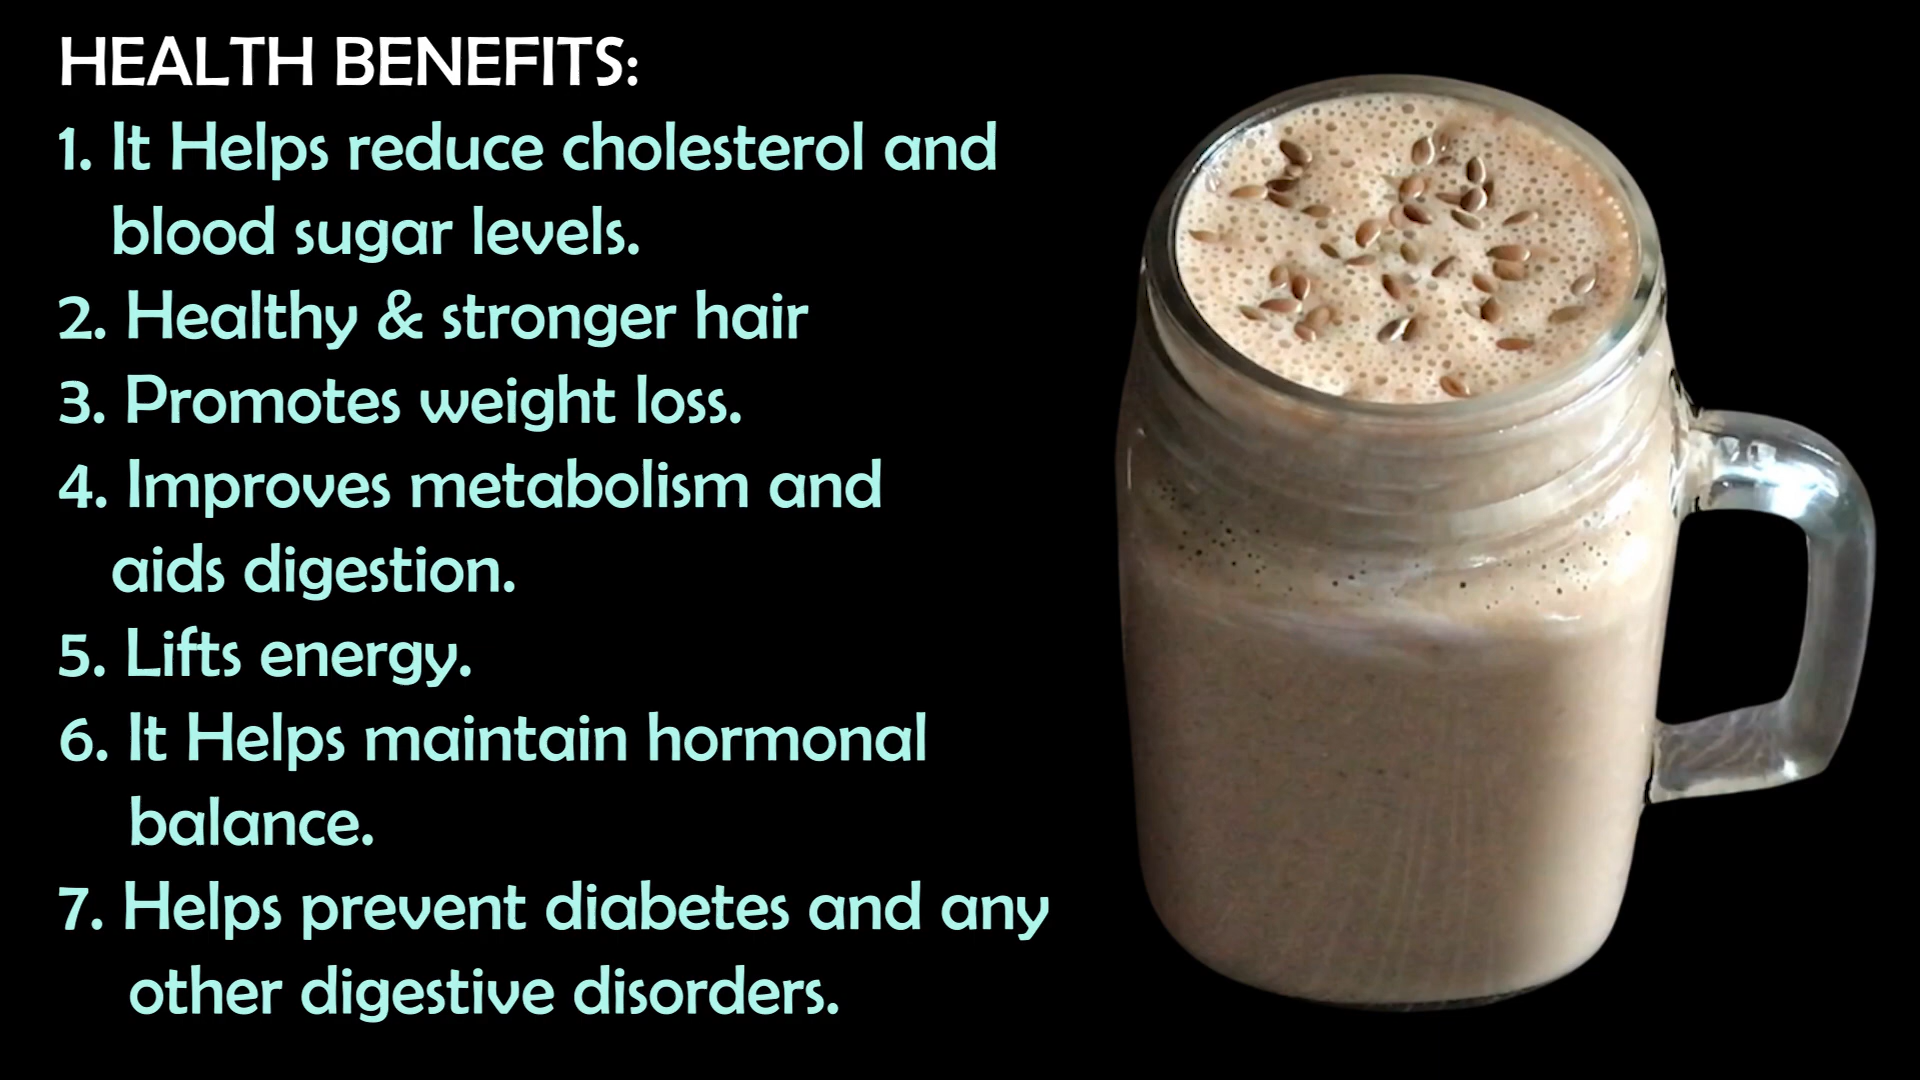 HEALTH BENEFITS:
1. It Helps reduce cholesterol and
blood sugar levels.
2. Healthy & stronger hair
3. Promotes weight loss.
4. Improves metabolism and
aids digestion.
5. Lifts energy.
6. It Helps maintain hormonal
balance.
7. Helps prevent diabetes and any
other digestive disorders.